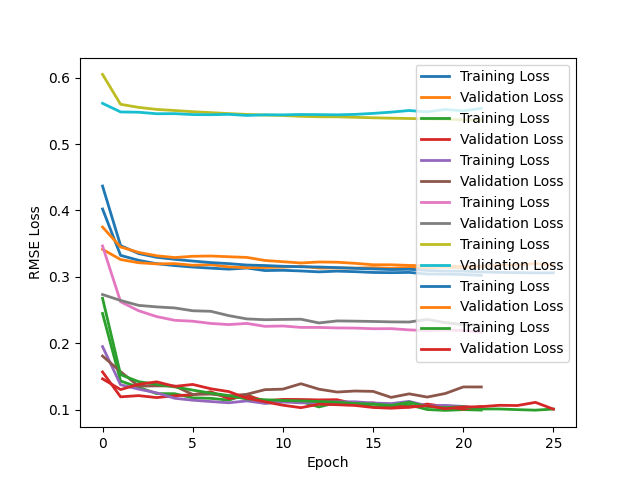 0.6
0.5
0.4
0.3
0.2
0.1
RMSE Loss
0
5
10
15
20
25
Epoch
Training Loss
Validation Loss
Training Loss
Validation Loss
Training Loss
Validation Loss
Training Loss
Validation Loss
Training Loss
Validation Loss
Training Loss
Validation Loss
Training Loss
Validation Loss